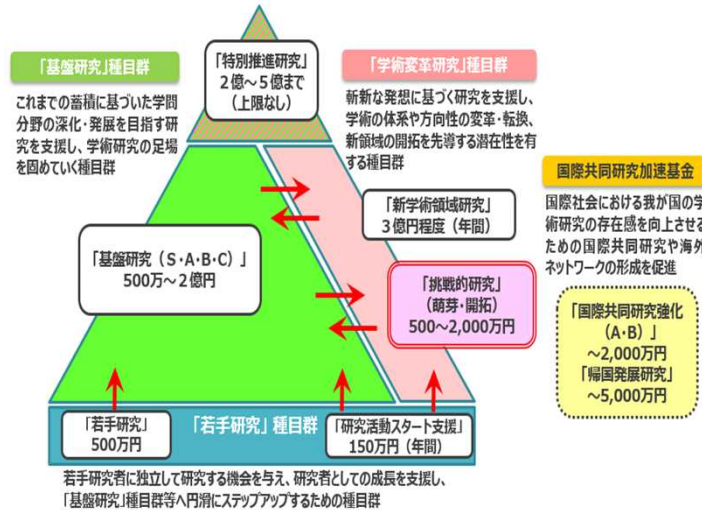 「特別推進研究」
2億～5億まで
（上限なし）
「基盤研究」種目群
これまでの蓄積に基づいた学問
分野の深化・発展を目指す研
究を支援し、学術研究の足場
を固めていく種目群
「学術変革研究」種目群
斬新な発想に基づく研究を支援し、
学術の体系や方向性の変革・転換、
新領域の開拓を先導する潜在性を有
する種目群
国際共同研究加速基金
国際社会における我が国の学
術研究の存在感を向上させる
ための国際共同研究や海外
ネットワークの形成を促進
「新学術領域研究」
3億円程度（年間）
「基盤研究（S・A・B・C）」
500万～2億円
「挑戦的研究」
（萌芽・開拓）
500～2,000万円
「国際共同研究強化
（A・B）」
～2,000万円
「帰国発展研究」
～5,000万円
「若手研究」
500万円
「若手研究」種目群
「研究活動スタート支援」
150万円（年間）
若手研究者に独立して研究する機会を与え、研究者としての成長を支援し、
「基盤研究」種目群等へ円滑にステップアップするための種目群